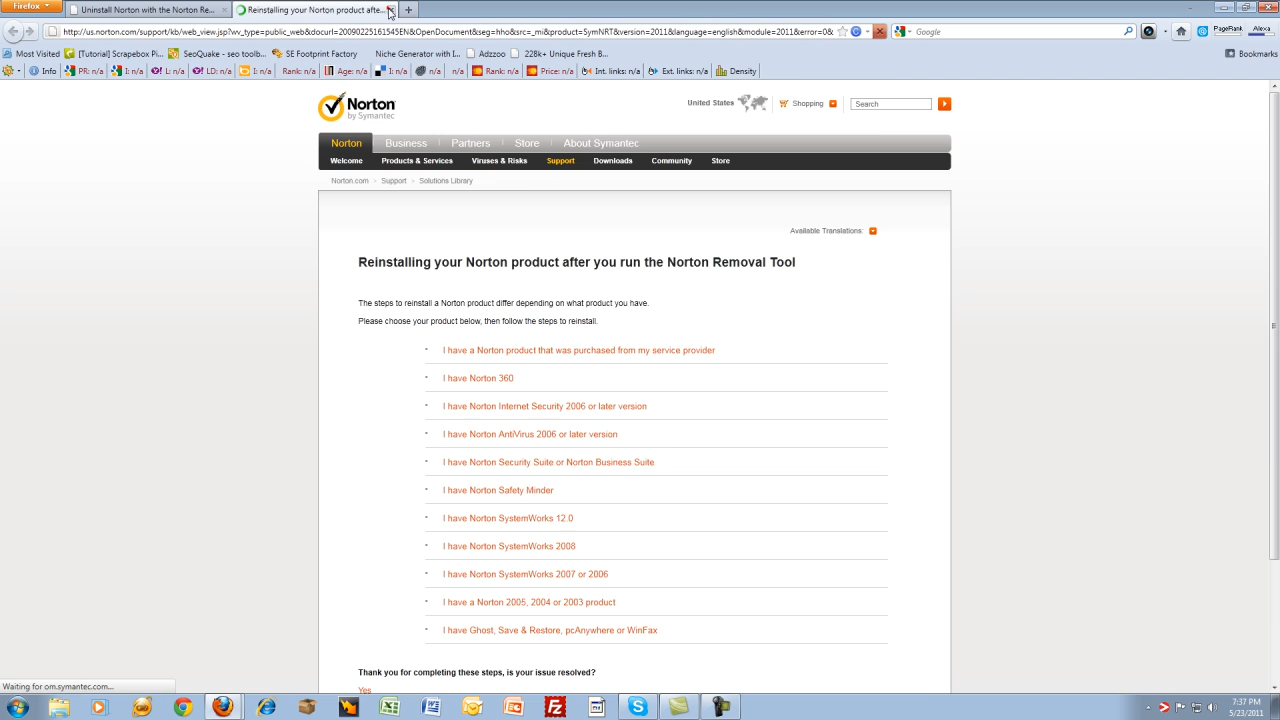 Firefox
Uninstall Norton with the Norton Re...
Reinstalling your Norton product afte...
http://us.norton.com/support/kb/web_view.jsp?wv_type=public_web&docurl=20090225161545EN&OpenDocument&seg=hho&src=_mi&product=SymNRT&version=2011&language=english&module=2011&error=0&
Google
PageRank
Alexa
Most Visited
[Tutorial] Scrapebox Pi...
SeoQuake - seo toolb...
SE Footprint Factory
Niche Generator with I...
Adzzoo
228k+ Unique Fresh B...
Bookmarks
Info
PR: n/a
I: n/a
L: n/a
LD: n/a
I: n/a
Rank: n/a
Age: n/a
I: n/a
n/a
n/a
Rank: n/a
Price: n/a
Int. links: n/a
Ext. links: n/a
Density
Norton
by Symantec
United States
Shopping
Search
Norton
Business
Partners
Store
About Symantec
Welcome
Products & Services
Viruses & Risks
Support
Downloads
Community
Store
Norton.com > Support > Solutions Library
Available Translations:
Reinstalling your Norton product after you run the Norton Removal Tool
The steps to reinstall a Norton product differ depending on what product you have.
Please choose your product below, then follow the steps to reinstall.
I have a Norton product that was purchased from my service provider
I have Norton 360
I have Norton Internet Security 2006 or later version
I have Norton AntiVirus 2006 or later version
I have Norton Security Suite or Norton Business Suite
I have Norton Safety Minder
I have Norton SystemWorks 12.0
I have Norton SystemWorks 2008
I have Norton SystemWorks 2007 or 2006
I have a Norton 2005, 2004 or 2003 product
I have Ghost, Save & Restore, pcAnywhere or WinFax
Thank you for completing these steps, is your issue resolved?
Yes
Waiting for om.symantec.com...
7:37 PM
5/23/2011